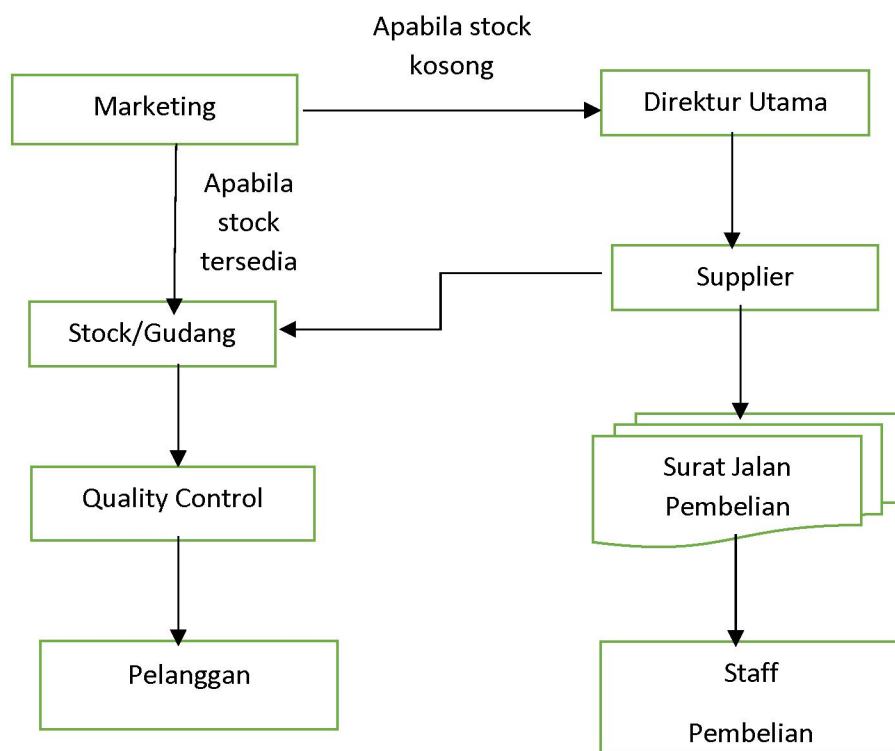 Apabila stock
kosong
Marketing
Direktur Utama
Apabila
stock
tersedia
Supplier
Stock/Gudang
Surat Jalan
Pembelian
Quality Control
Pelanggan
Staff
Pembelian